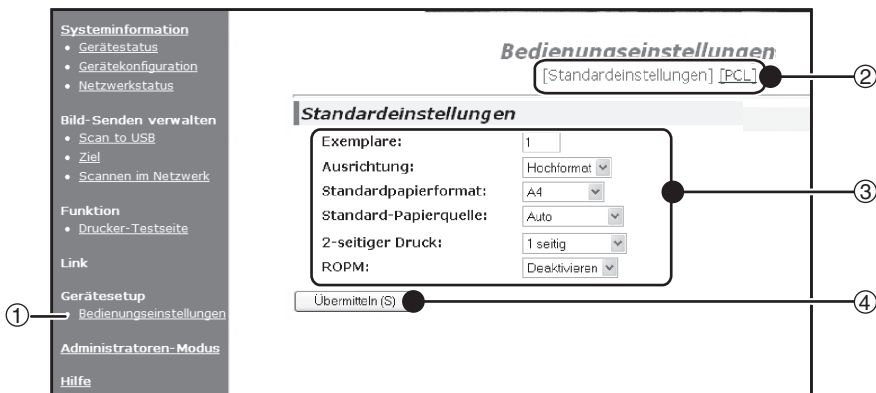 Systeminformation
• Gerätestatus
• Gerätekonfiguration
• Netzwerkstatus
Bild-Senden verwalten
• Scan to USB
• Ziel
• Scannen im Netzwerk
Funktion
• Drucker-Testseite
Link
Gerätesetup
① • Bedienungseinstellungen
Administratoren-Modus
Hilfe
Bedienungseinstellungen
[Standardeinstellungen] [PCL] ②
Standardeinstellungen
Exemplare: 1
Ausrichtung: Hochformat
Standardpapierformat: A4 ③
Standard-Papierquelle: Auto
2-seitiger Druck: 1 seitig
ROPM: Deaktivieren
Übermitteln (S) ④